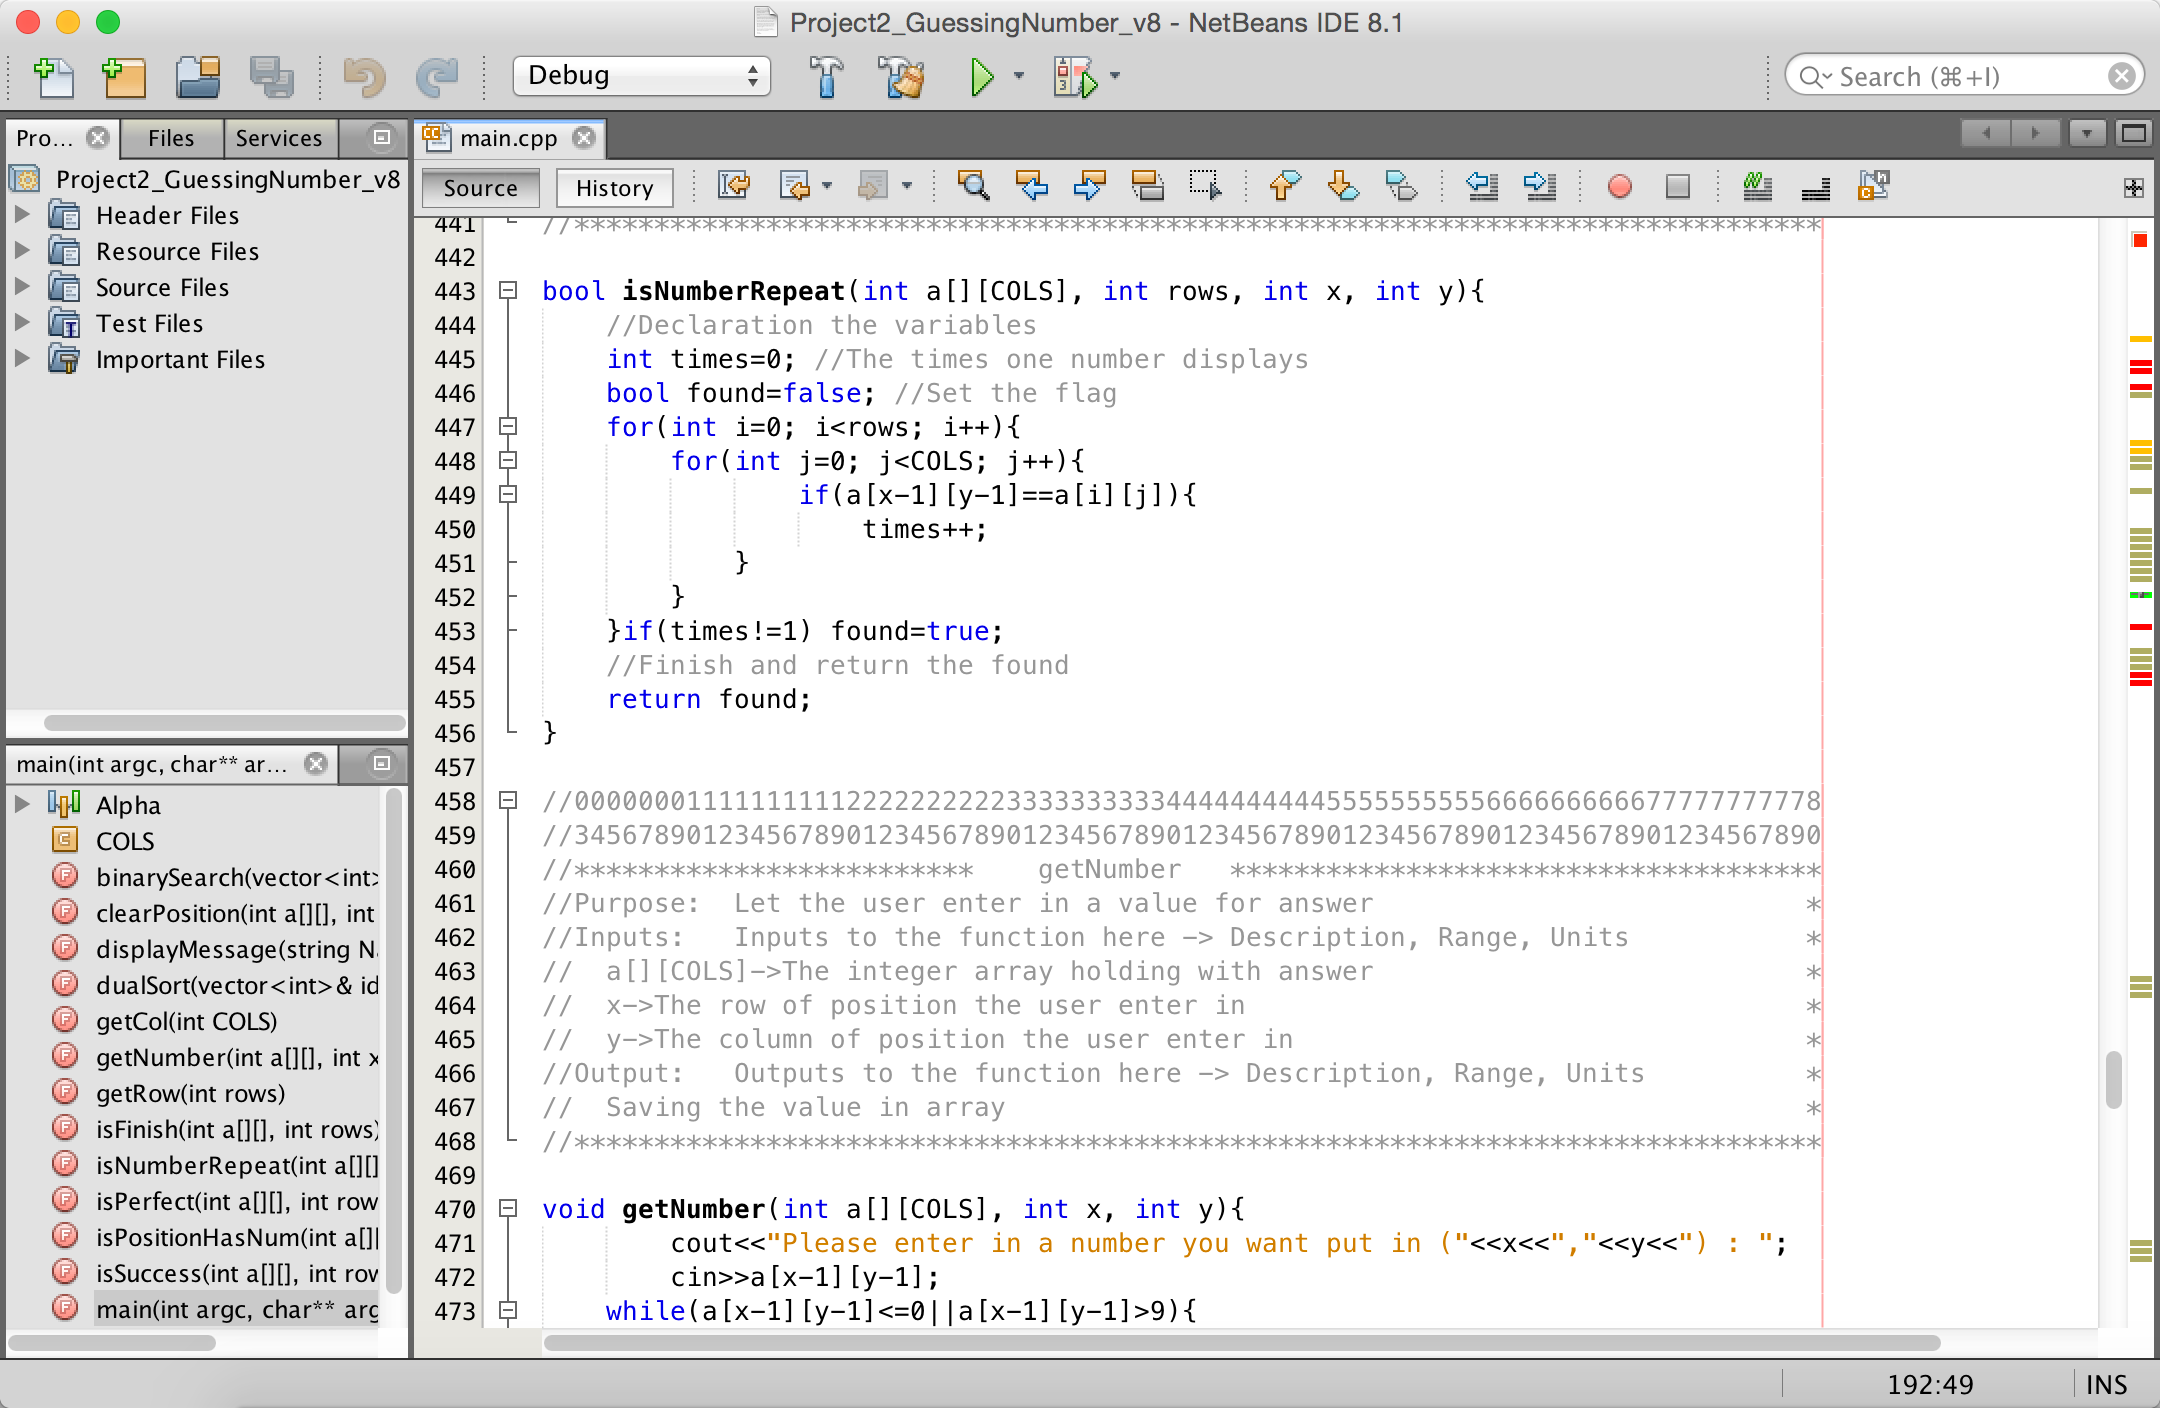 Project2_GuessingNumber_v8 - NetBeans IDE 8.1
Debug
Search (⌘+I)
Pro...
Files
Services
main.cpp
Source
History
Project2_GuessingNumber_v8
Header Files
Resource Files
Source Files
Test Files
Important Files
main(int argc, char** ar...
Alpha
COLS
binarySearch(vector<int>
clearPosition(int a[][], int
displayMessage(string N
dualSort(vector<int>& id
getCol(int COLS)
getNumber(int a[][], int x
getRow(int rows)
isFinish(int a[][], int rows)
isNumberRepeat(int a[][]
isPerfect(int a[][], int row
isPositionHasNum(int a[][
isSuccess(int a[][], int row
main(int argc, char** arg
441 //******************************************************************************
442
443 bool isNumberRepeat(int a[][COLS], int rows, int x, int y){
444 //Declaration the variables
445 int times=0; //The times one number displays
446 bool found=false; //Set the flag
447 for(int i=0; i<rows; i++){
448 for(int j=0; j<COLS; j++){
449 if(a[x-1][y-1]==a[i][j]){
450 times++;
451 }
452 }
453 }if(times!=1) found=true;
454 //Finish and return the found
455 return found;
456 }
457
458 //000000011111111112222222222333333333344444444445555555555666666666677777777778
459 //345678901234567890123456789012345678901234567890123456789012345678901234567890
460 //************************* getNumber *************************************
461 //Purpose: Let the user enter in a value for answer *
462 //Inputs: Inputs to the function here -> Description, Range, Units *
463 // a[][COLS]->The integer array holding with answer *
464 // x->The row of position the user enter in *
465 // y->The column of position the user enter in *
466 //Output: Outputs to the function here -> Description, Range, Units *
467 // Saving the value in array *
468 //******************************************************************************
469
470 void getNumber(int a[][COLS], int x, int y){
471 cout<<"Please enter in a number you want put in ("<<x<<","<<y<<") : ";
472 cin>>a[x-1][y-1];
473 while(a[x-1][y-1]<=0||a[x-1][y-1]>9){
192:49
INS